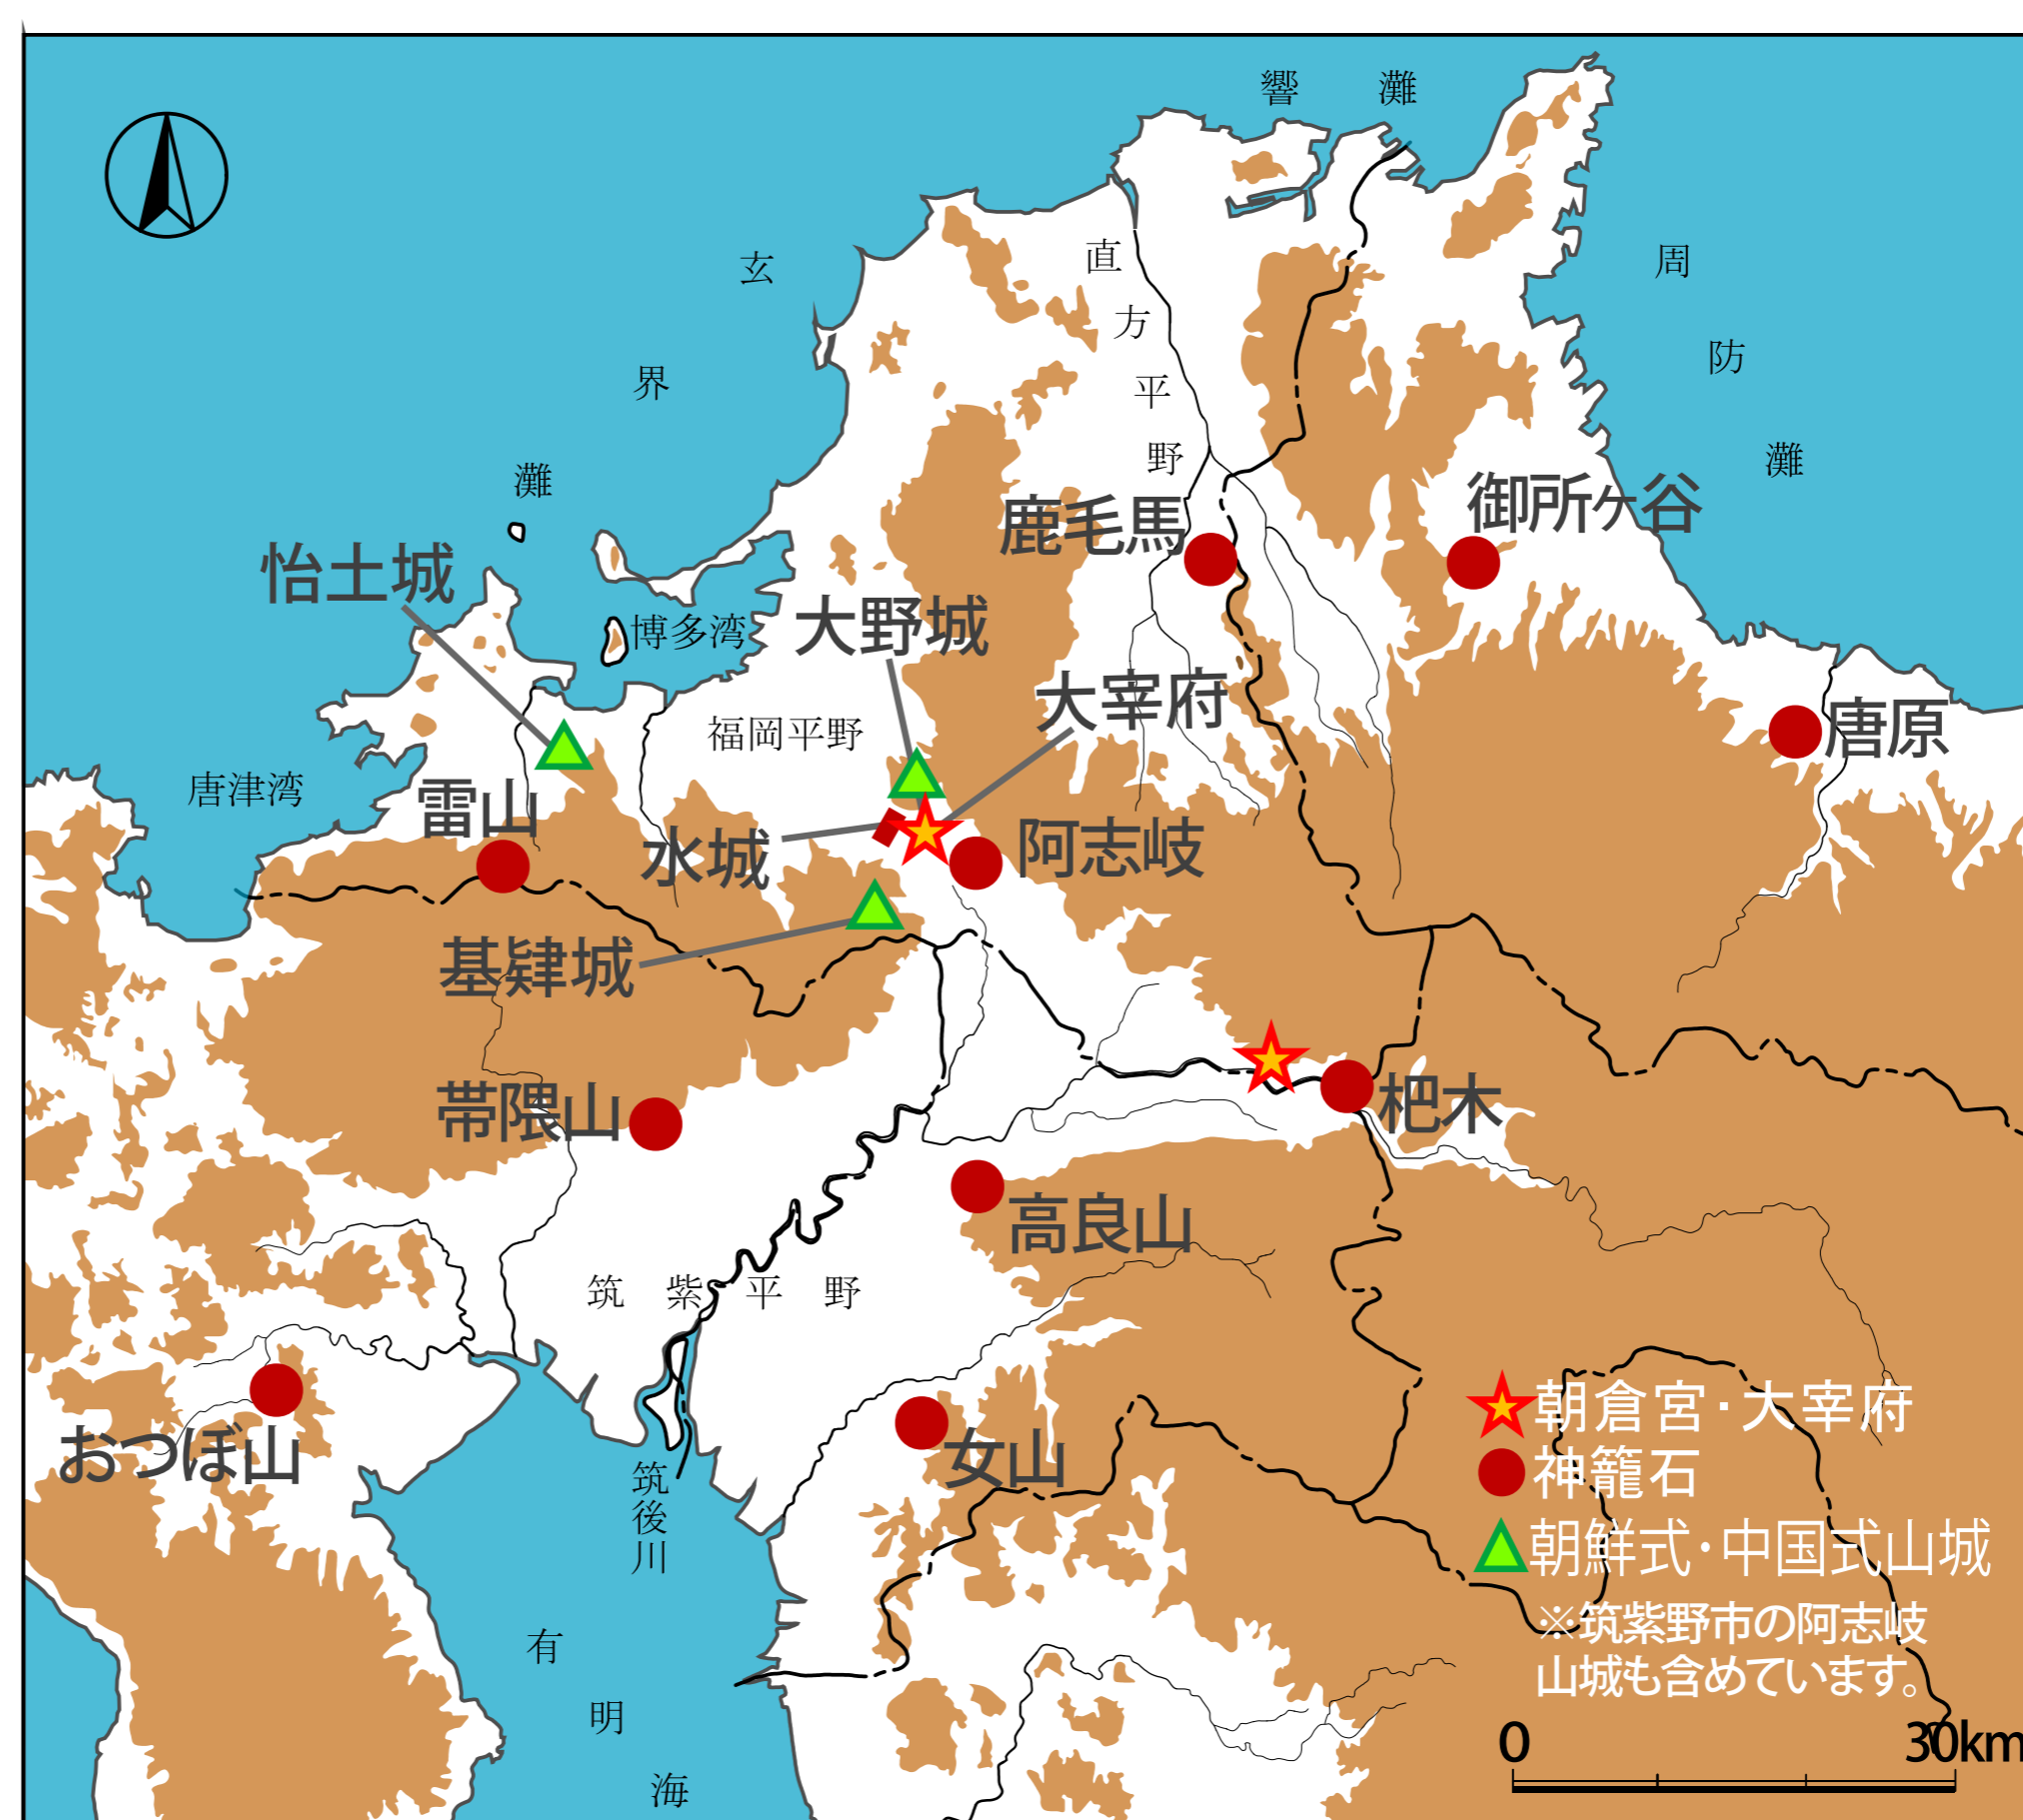 響灘
玄界灘
周防灘
直方平野
鹿毛馬
御所ヶ谷
怡土城
博多湾
大野城
大宰府
福岡平野
唐原
唐津湾
雷山
水城
阿志岐
基肄城
帯隈山
杷木
高良山
筑紫平野
おつぼ山
女山
筑後川
有明海
朝倉宮・大宰府
神籠石
朝鮮式・中国式山城
※筑紫野市の阿志岐
山城も含めています。
0 30km